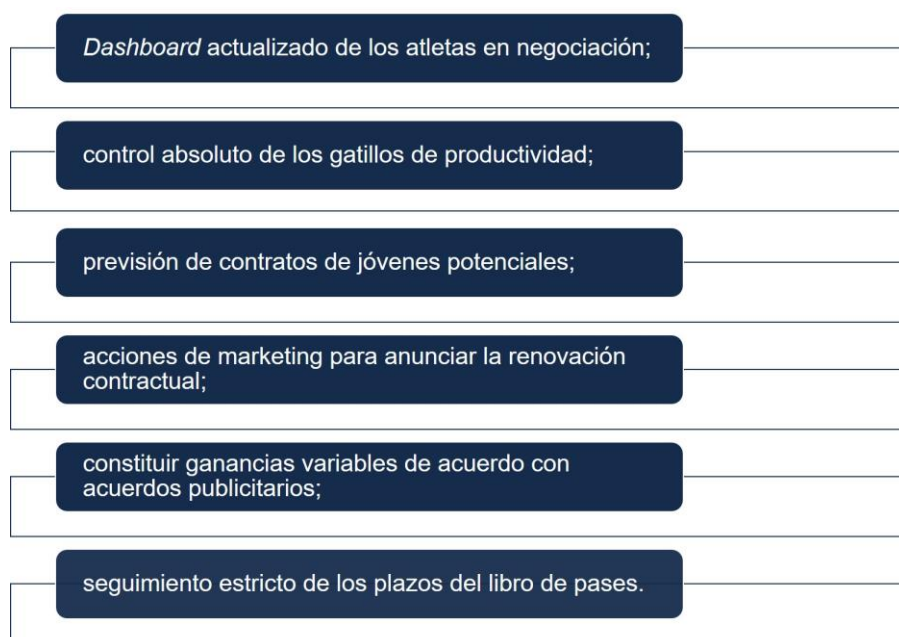 Dashboard actualizado de los atletas en negociación;
control absoluto de los gatillos de productividad;
previsión de contratos de jóvenes potenciales;
acciones de marketing para anunciar la renovación
contractual;
constituir ganancias variables de acuerdo con
acuerdos publicitarios;
seguimiento estricto de los plazos del libro de pases.